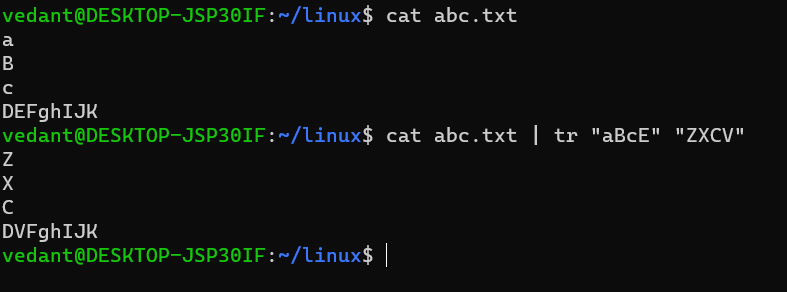 vedant@DESKTOP-JSP30IF:~/linux$ cat abc.txt
a
B
c
DEFghIJK
vedant@DESKTOP-JSP30IF:~/linux$ cat abc.txt | tr "aBcE" "ZXCV"
Z
X
C
DVFghIJK
vedant@DESKTOP-JSP30IF:~/linux$